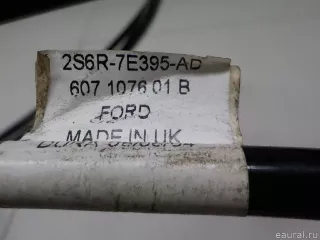 2S6R-7E395-AD
607 1076 01 B
FORD
MADE IN UK
eaural.ru